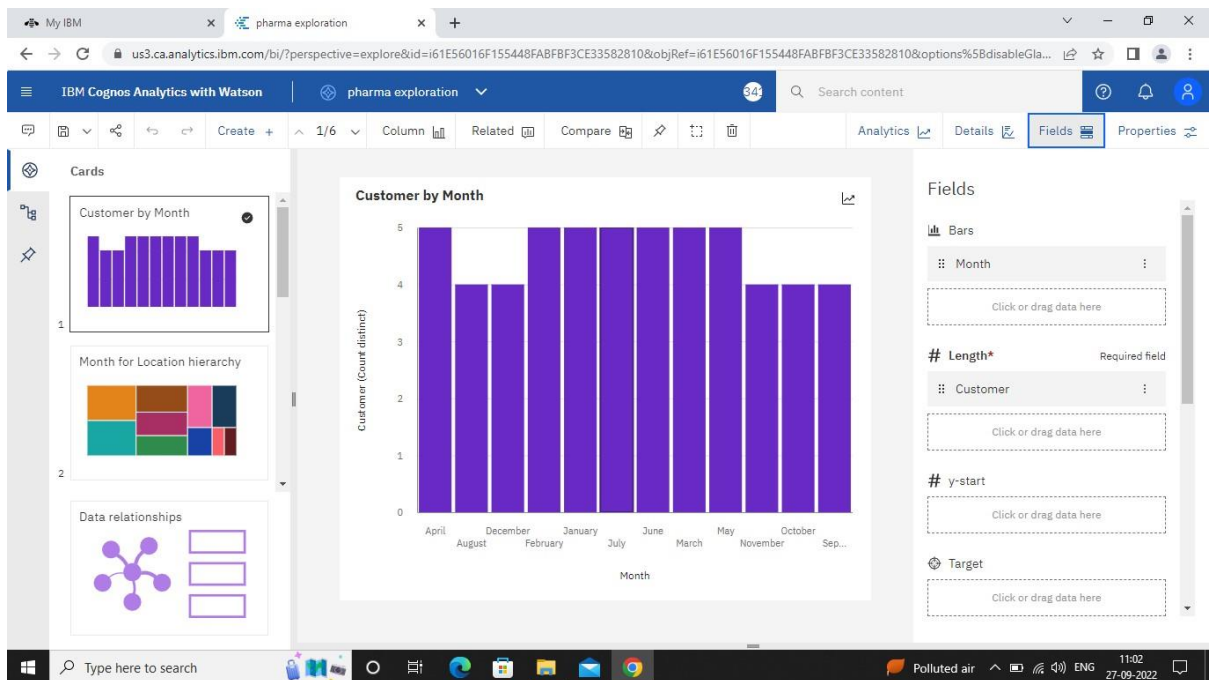 My IBM
pharma exploration
us3.ca.analytics.ibm.com/bi/?perspective=explore&id=i61E56016F155448FABFBF3CE33582810&objRef=i61E56016F155448FABFBF3CE33582810&options%5BdisableGla...
IBM Cognos Analytics with Watson
pharma exploration
343
Search content
Create +
1/6
Column
Related
Compare
Analytics
Details
Fields
Properties
Cards
Customer by Month
1
Month for Location hierarchy
2
Data relationships
Customer by Month
Customer (Count distinct)
5
4
3
2
1
0
April December January June May October
August February July March November Sep...
Month
Fields
Bars
Month
Click or drag data here
# Length* Required field
Customer
Click or drag data here
# y-start
Click or drag data here
Target
Click or drag data here
Type here to search
Polluted air
ENG
11:02
27-09-2022